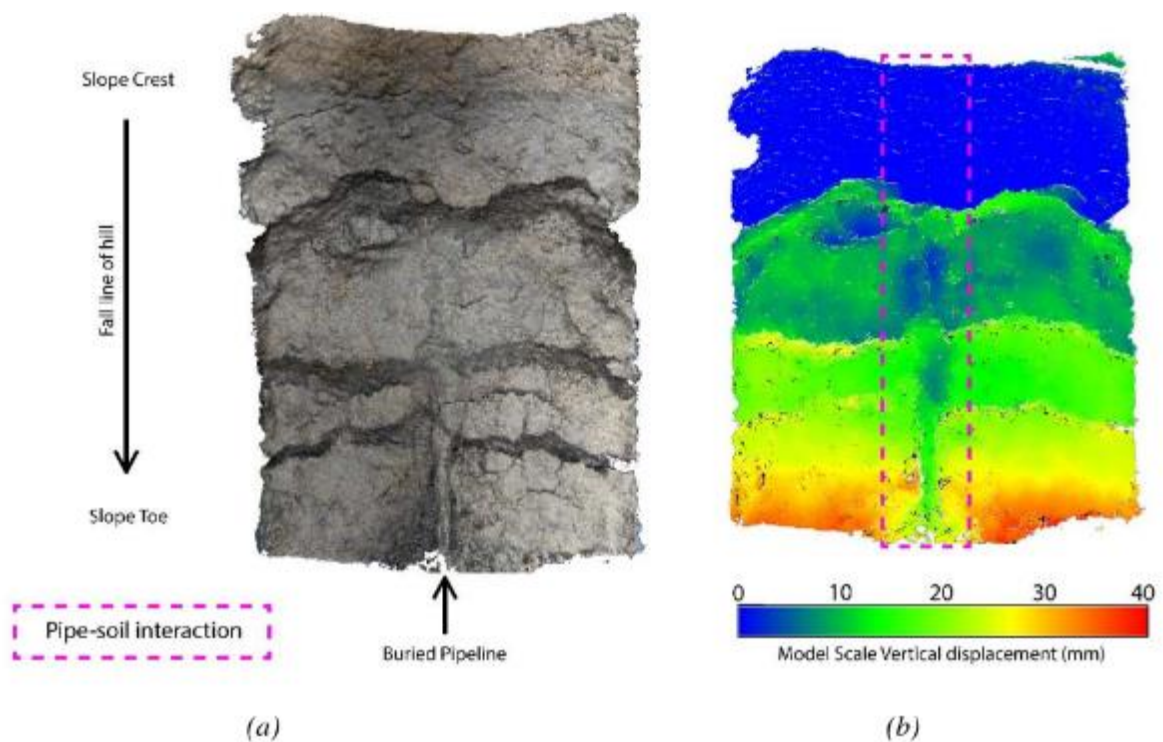 Slope Crest
Fall line of hill
Slope Toe
Pipe-soil interaction
Buried Pipeline
(a)
0 10 20 30 40
Model Scale Vertical displacement (mm)
(b)